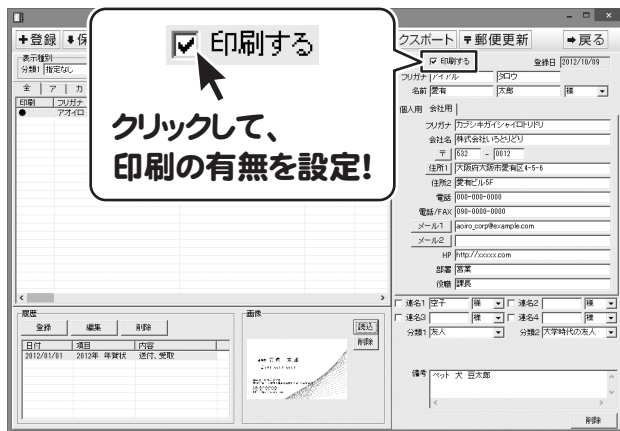 +登録
クスポート
〒郵便更新
➡戻る
印刷する
クリックして、
印刷の有無を設定!
表示種別
分類1 指定なし
全 ア カ
印刷 フリガナ
● アオイロ
印刷する
登録日 2012/10/09
フリガナ アイアル タロウ
名前 愛有 太郎 様
個人用 会社用
フリガナ カブシキガイシャイロトリドリ
会社名 株式会社いろとりどり
〒 532 - 0012
住所1 大阪府大阪市愛有区4-5-6
住所2 愛有ビル5F
電話 000-000-0000
電話/FAX 090-0000-0000
メール1 aoiro_corp@example.com
メール2
HP http://xxxxx.com
部署 営業
役職 課長
連名1 空子 様 連名2 様
連名3 様 連名4 様
分類1 友人 分類2 大学時代の友人
備考 ペット 犬 豆太郎
削除
履歴
登録 編集 削除
日付 項目 内容
2012/01/01 2012年 年賀状 送付、受取
画像
読込
削除